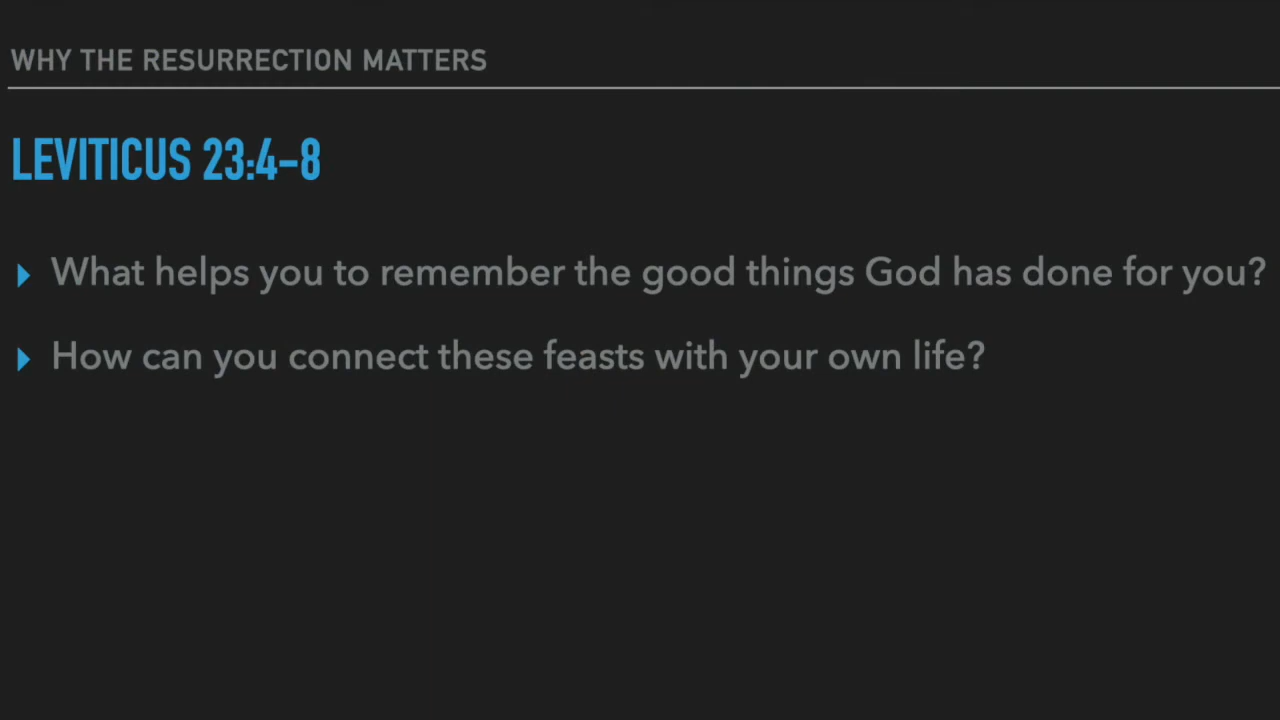 WHY THE RESURRECTION MATTERS
LEVITICUS 23:4-8
What helps you to remember the good things God has done for you?
How can you connect these feasts with your own life?